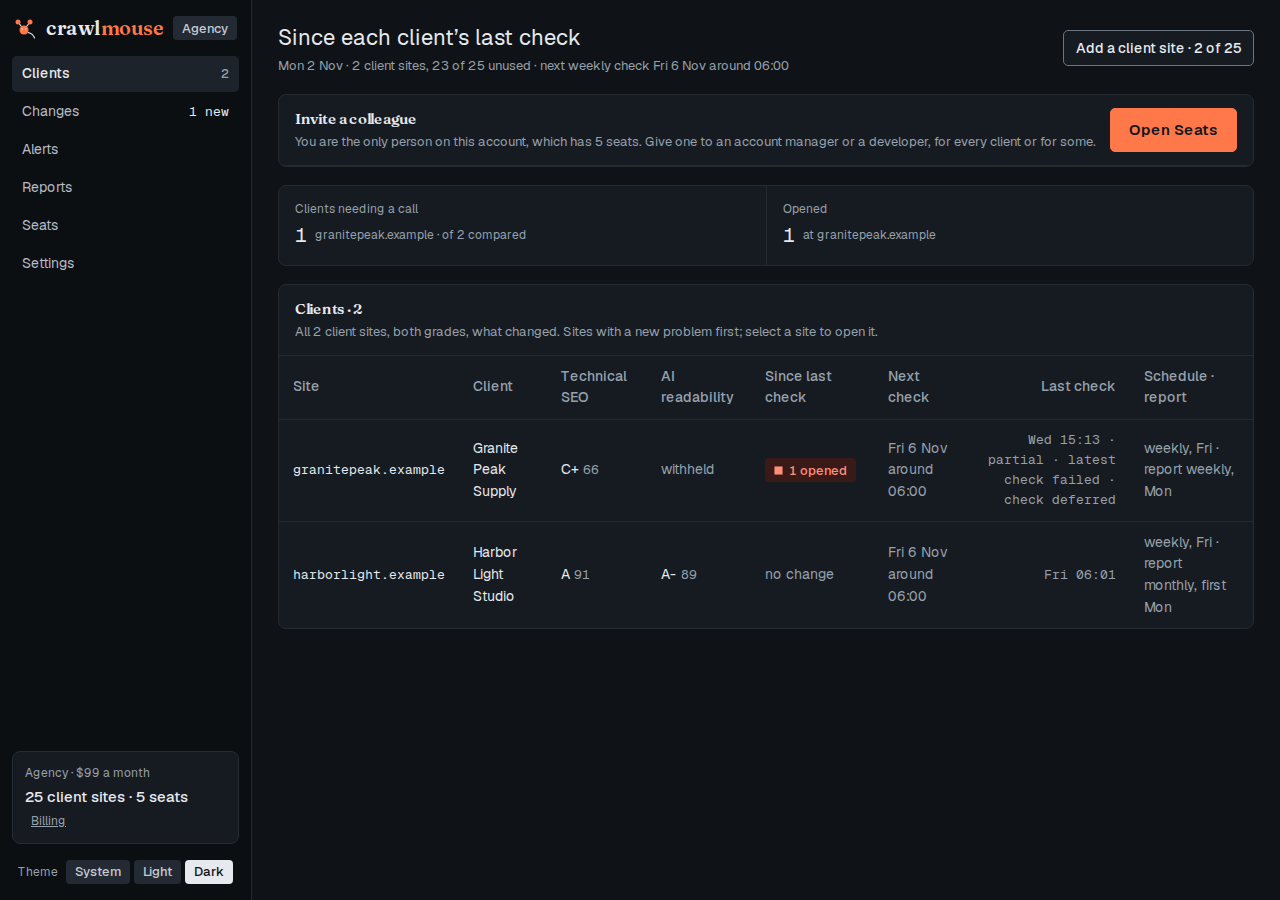 crawlmouse Agency
Clients 2
Changes 1 new
Alerts
Reports
Seats
Settings
Agency · $99 a month
25 client sites · 5 seats
Billing
Theme System Light Dark
Since each client’s last check
Mon 2 Nov · 2 client sites, 23 of 25 unused · next weekly check Fri 6 Nov around 06:00
Add a client site · 2 of 25
Invite a colleague
You are the only person on this account, which has 5 seats. Give one to an account manager or a developer, for every client or for some.
Open Seats
Clients needing a call
1 granitepeak.example · of 2 compared
Opened
1 at granitepeak.example
Clients · 2
All 2 client sites, both grades, what changed. Sites with a new problem first; select a site to open it.
Site
Client
Technical
SEO
AI
readability
Since last
check
Next
check
Last check
Schedule ·
report
granitepeak.example
Granite
Peak
Supply
C+ 66
withheld
1 opened
Fri 6 Nov
around
06:00
Wed 15:13 ·
partial · latest
check failed ·
check deferred
weekly, Fri ·
report weekly,
Mon
harborlight.example
Harbor
Light
Studio
A 91
A- 89
no change
Fri 6 Nov
around
06:00
Fri 06:01
weekly, Fri ·
report
monthly, first
Mon